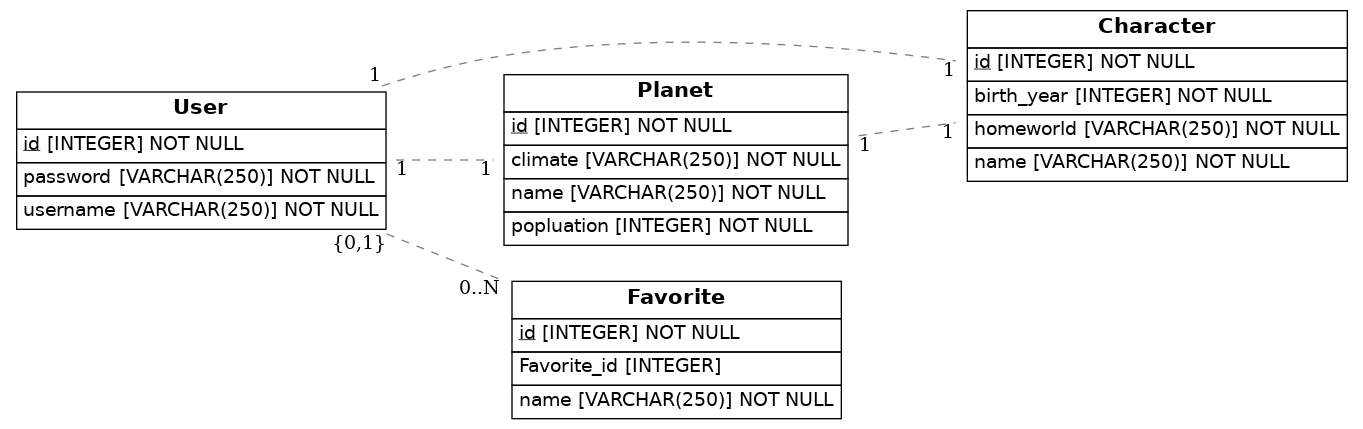 User
id [INTEGER] NOT NULL
password [VARCHAR(250)] NOT NULL
username [VARCHAR(250)] NOT NULL
1
1
1
{0,1}
0..N
Planet
id [INTEGER] NOT NULL
climate [VARCHAR(250)] NOT NULL
name [VARCHAR(250)] NOT NULL
popluation [INTEGER] NOT NULL
1
1
1
Favorite
id [INTEGER] NOT NULL
Favorite_id [INTEGER]
name [VARCHAR(250)] NOT NULL
Character
id [INTEGER] NOT NULL
birth_year [INTEGER] NOT NULL
homeworld [VARCHAR(250)] NOT NULL
name [VARCHAR(250)] NOT NULL